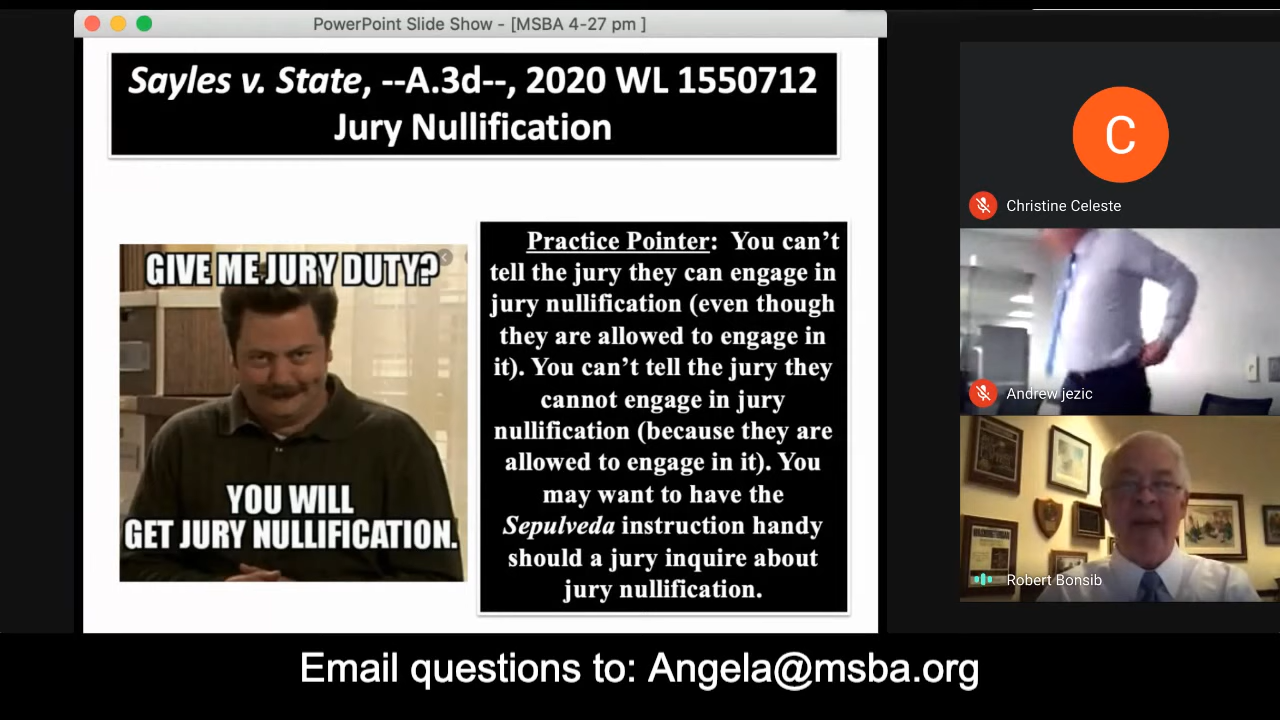 PowerPoint Slide Show - [MSBA 4-27 pm ]
Sayles v. State, --A.3d--, 2020 WL 1550712
Jury Nullification
GIVE ME JURY DUTY?
YOU WILL
GET JURY NULLIFICATION.
Practice Pointer: You can’t
tell the jury they can engage in
jury nullification (even though
they are allowed to engage in
it). You can’t tell the jury they
cannot engage in jury
nullification (because they are
allowed to engage in it). You
may want to have the
Sepulveda instruction handy
should a jury inquire about
jury nullification.
C
Christine Celeste
Andrew jezic
Robert Bonsib
Email questions to: Angela@msba.org